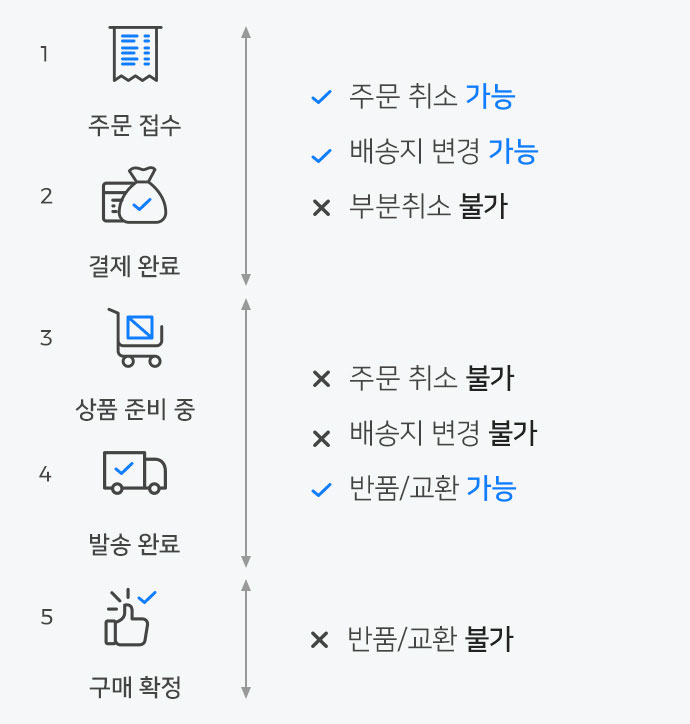 1
주문 접수
2
결제 완료
주문 취소 가능
배송지 변경 가능
부분취소 불가
3
상품 준비 중
4
발송 완료
주문 취소 불가
배송지 변경 불가
반품/교환 가능
5
구매 확정
반품/교환 불가